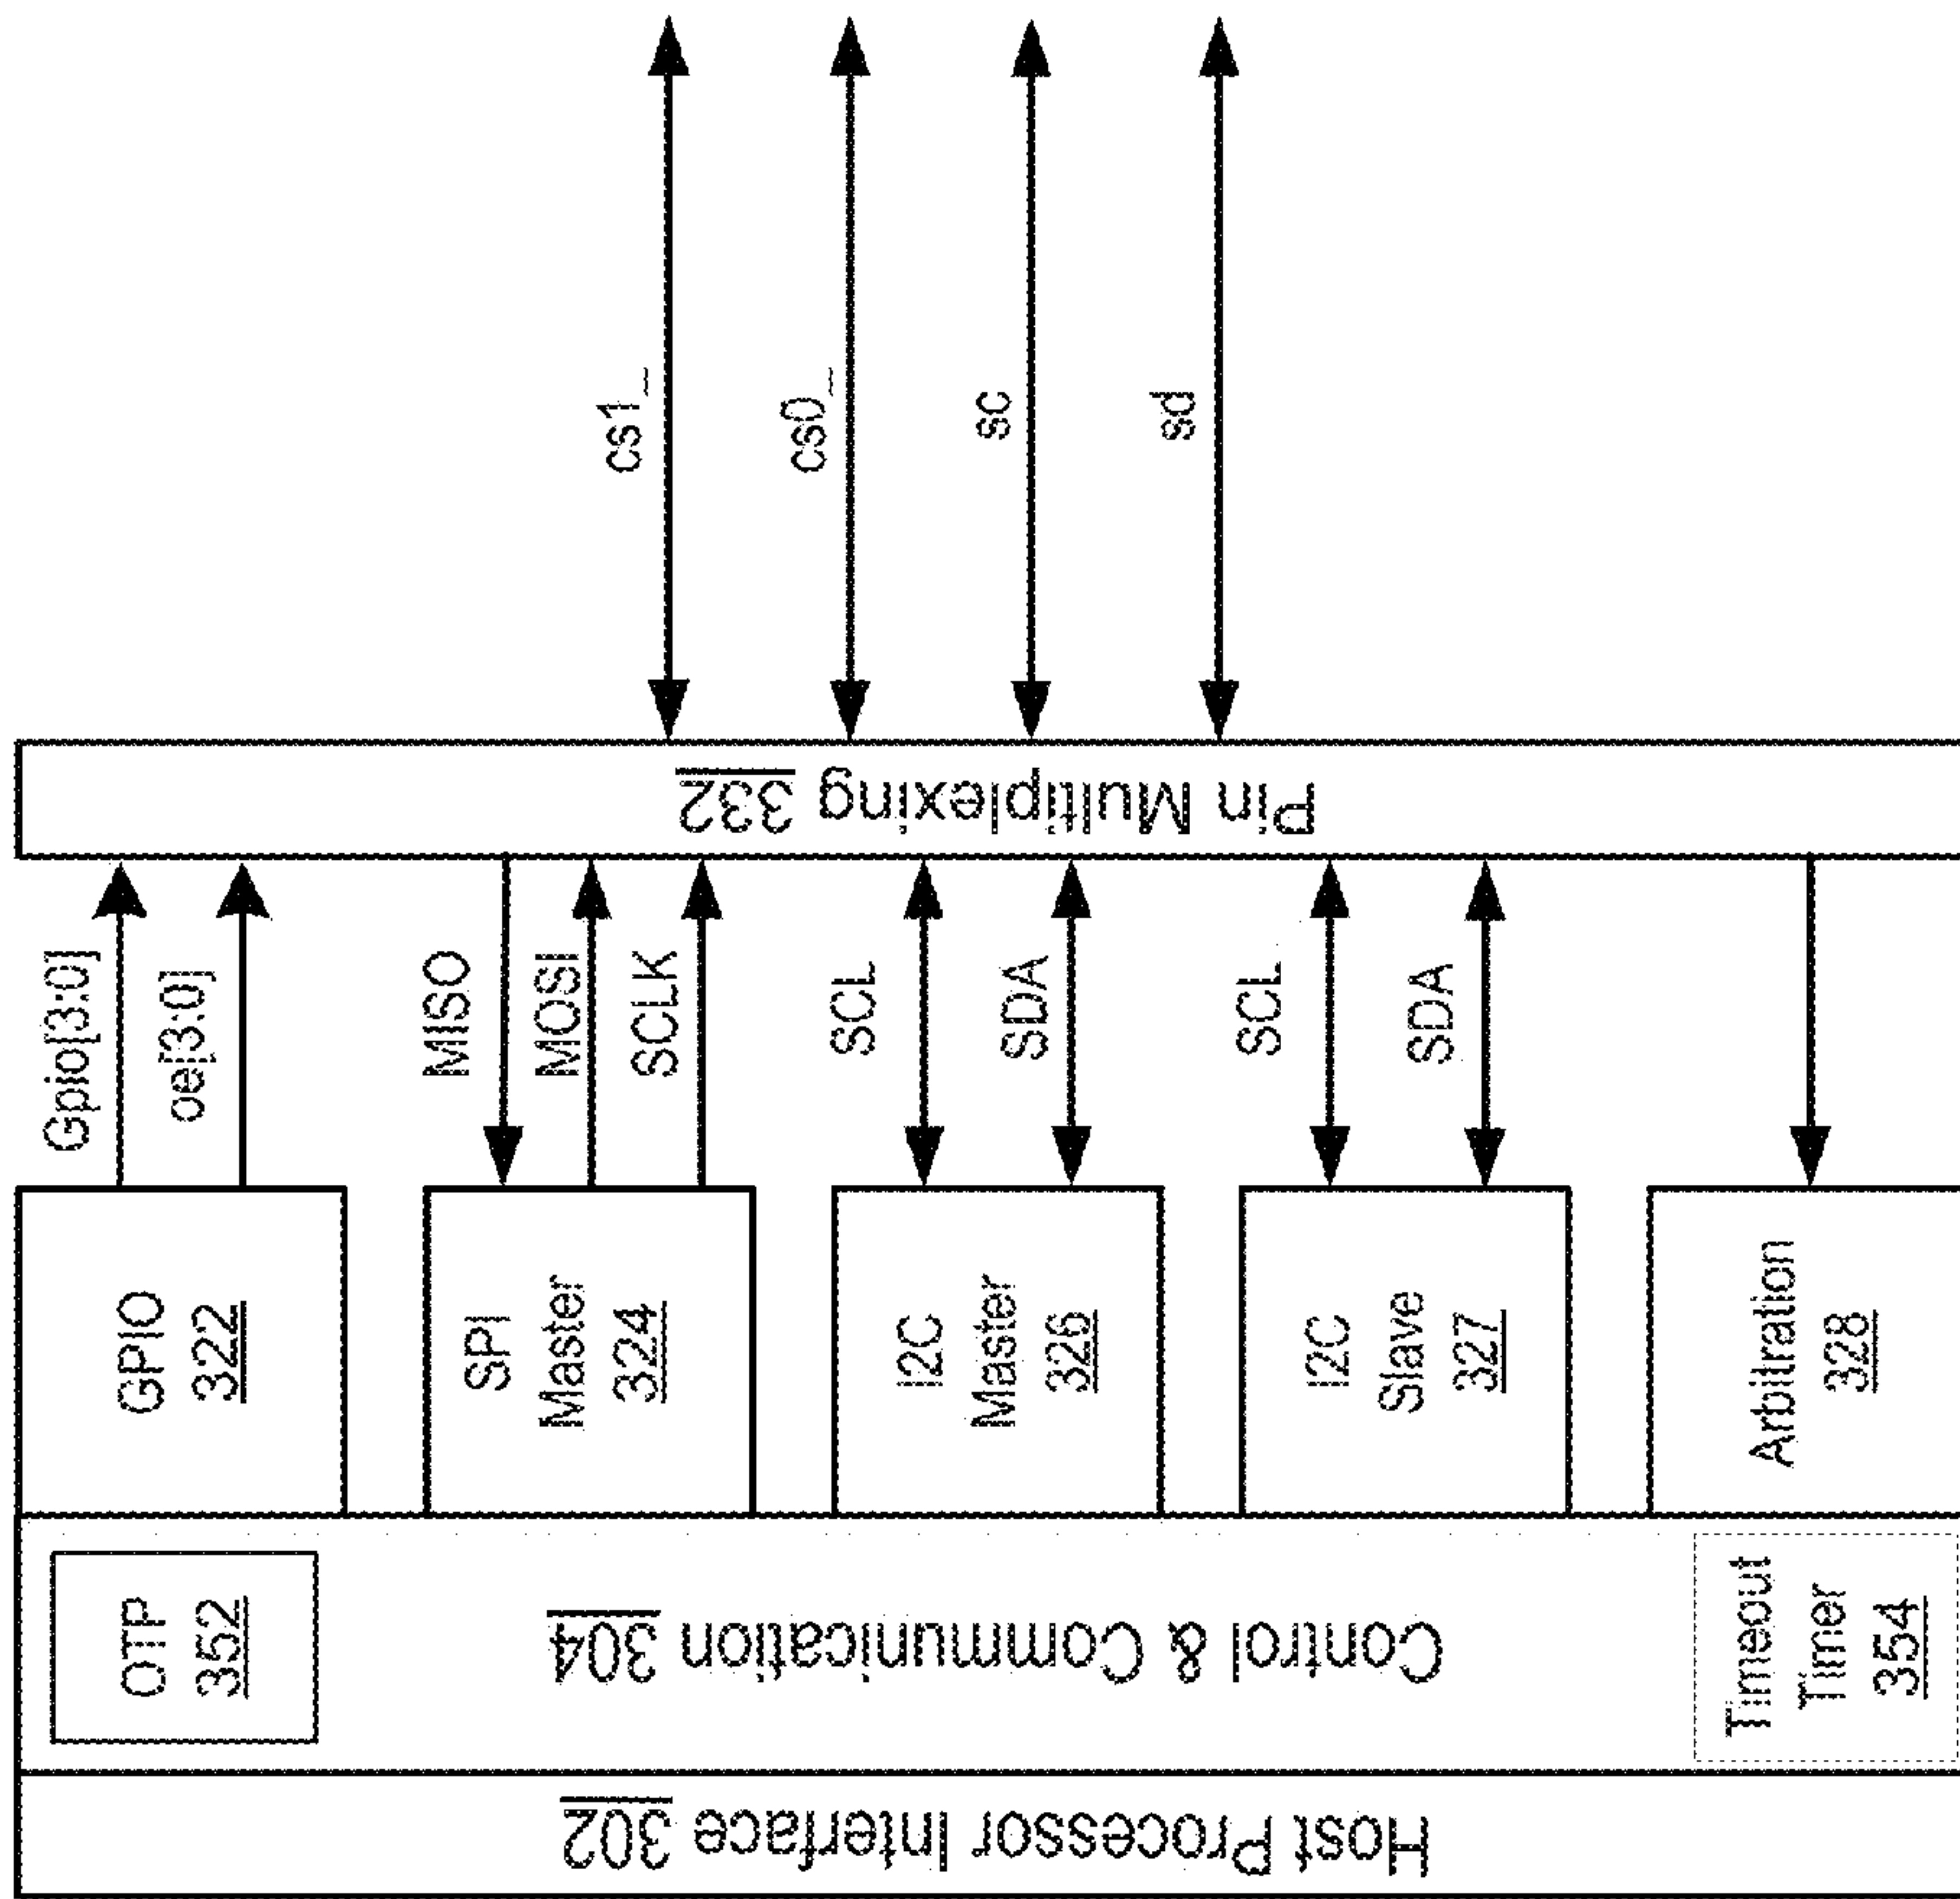 Gpio[3:0]
oe[3:0]
MISO
MOSI
SCLK
SCL
SDA
SCL
SDA
cs1_
cs0_
sc
sd
Pin Multiplexing 332
GPIO
322
SPI
Master
324
I2C
Master
326
I2C
Slave
327
Arbitration
328
OTP
352
Control & Communication 304
Timeout
Timer
354
Host Processor Interface 302